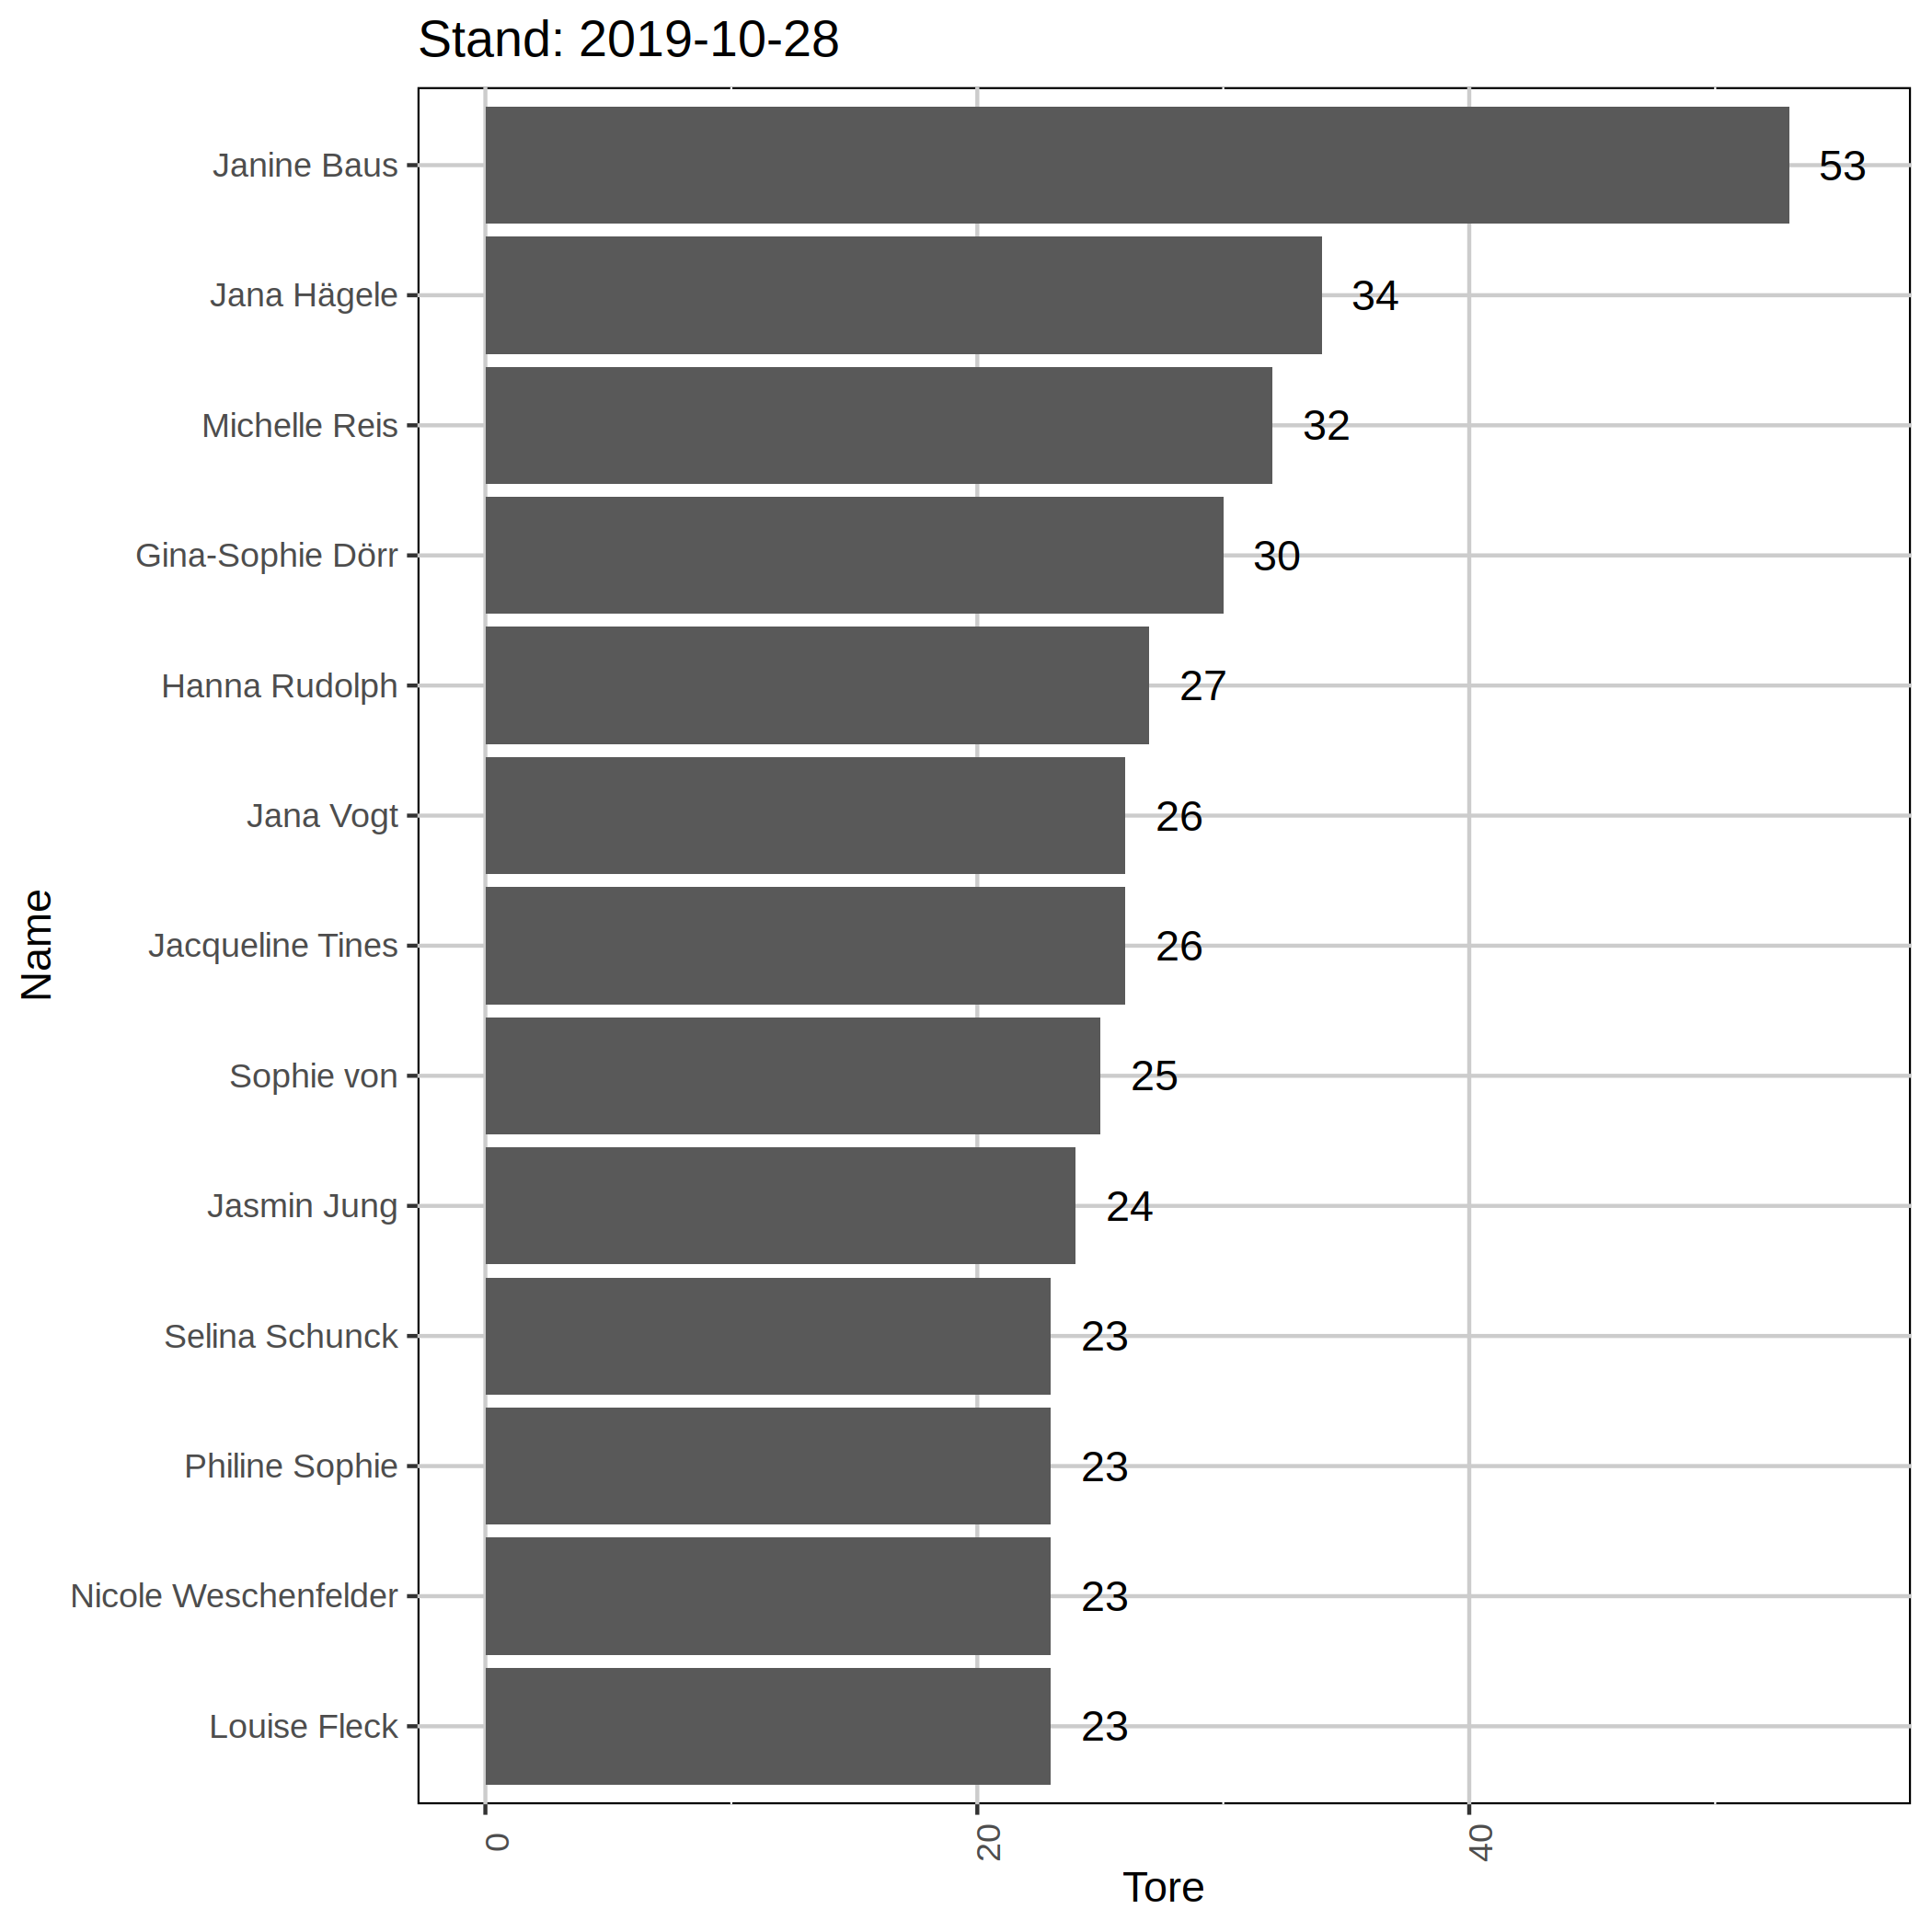 Stand: 2019-10-28
Janine Baus 53
Jana Hägele 34
Michelle Reis 32
Gina-Sophie Dörr 30
Hanna Rudolph 27
Jana Vogt 26
Jacqueline Tines 26
Sophie von 25
Jasmin Jung 24
Selina Schunck 23
Philine Sophie 23
Nicole Weschenfelder 23
Louise Fleck 23
Name
0 20 40
Tore